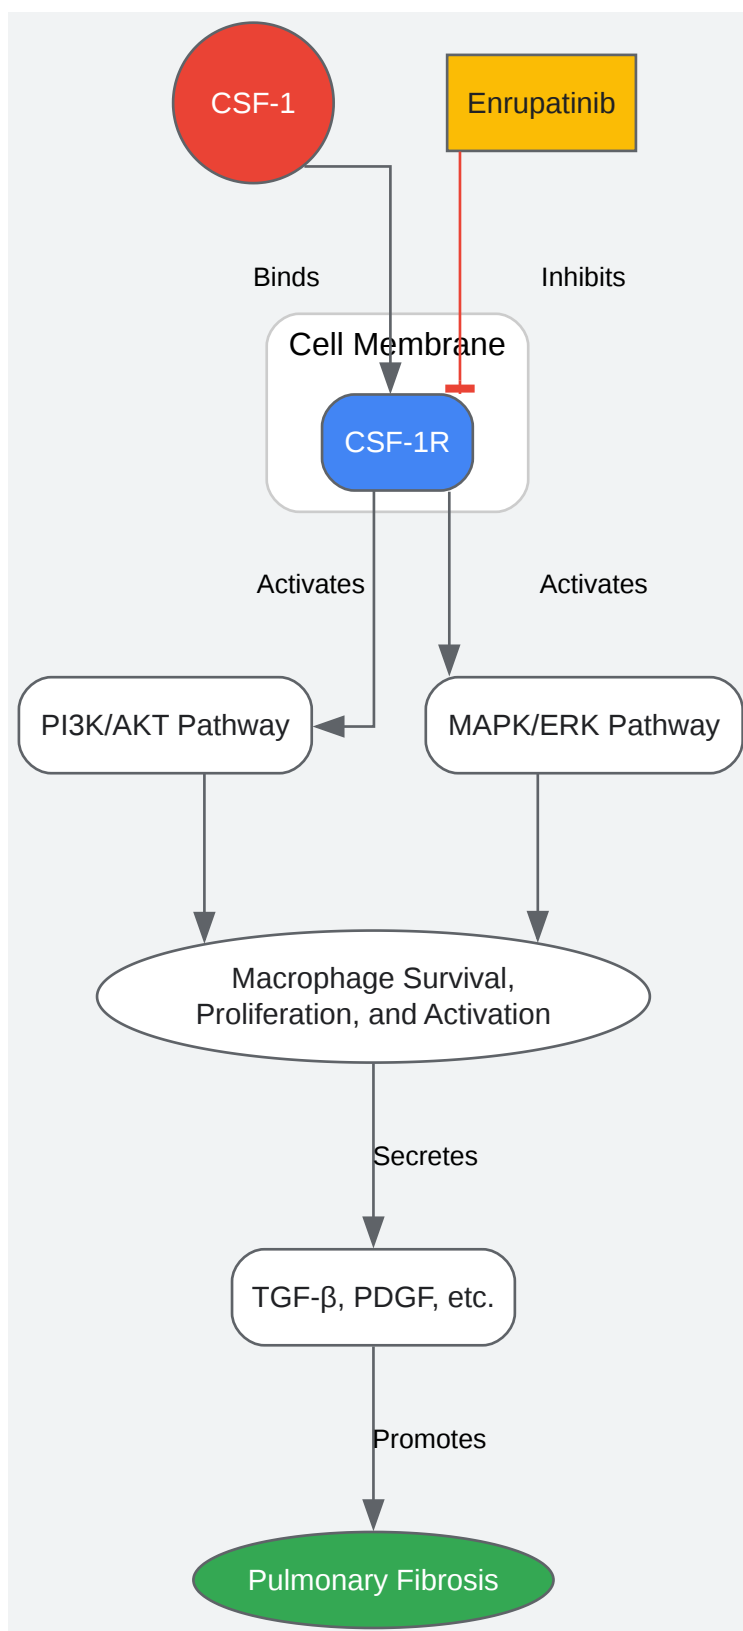 CSF-1
Enrupatinib
Binds
Inhibits
Cell Membrane
CSF-1R
Activates
Activates
PI3K/AKT Pathway
MAPK/ERK Pathway
Macrophage Survival,
Proliferation, and Activation
Secretes
TGF-β, PDGF, etc.
Promotes
Pulmonary Fibrosis